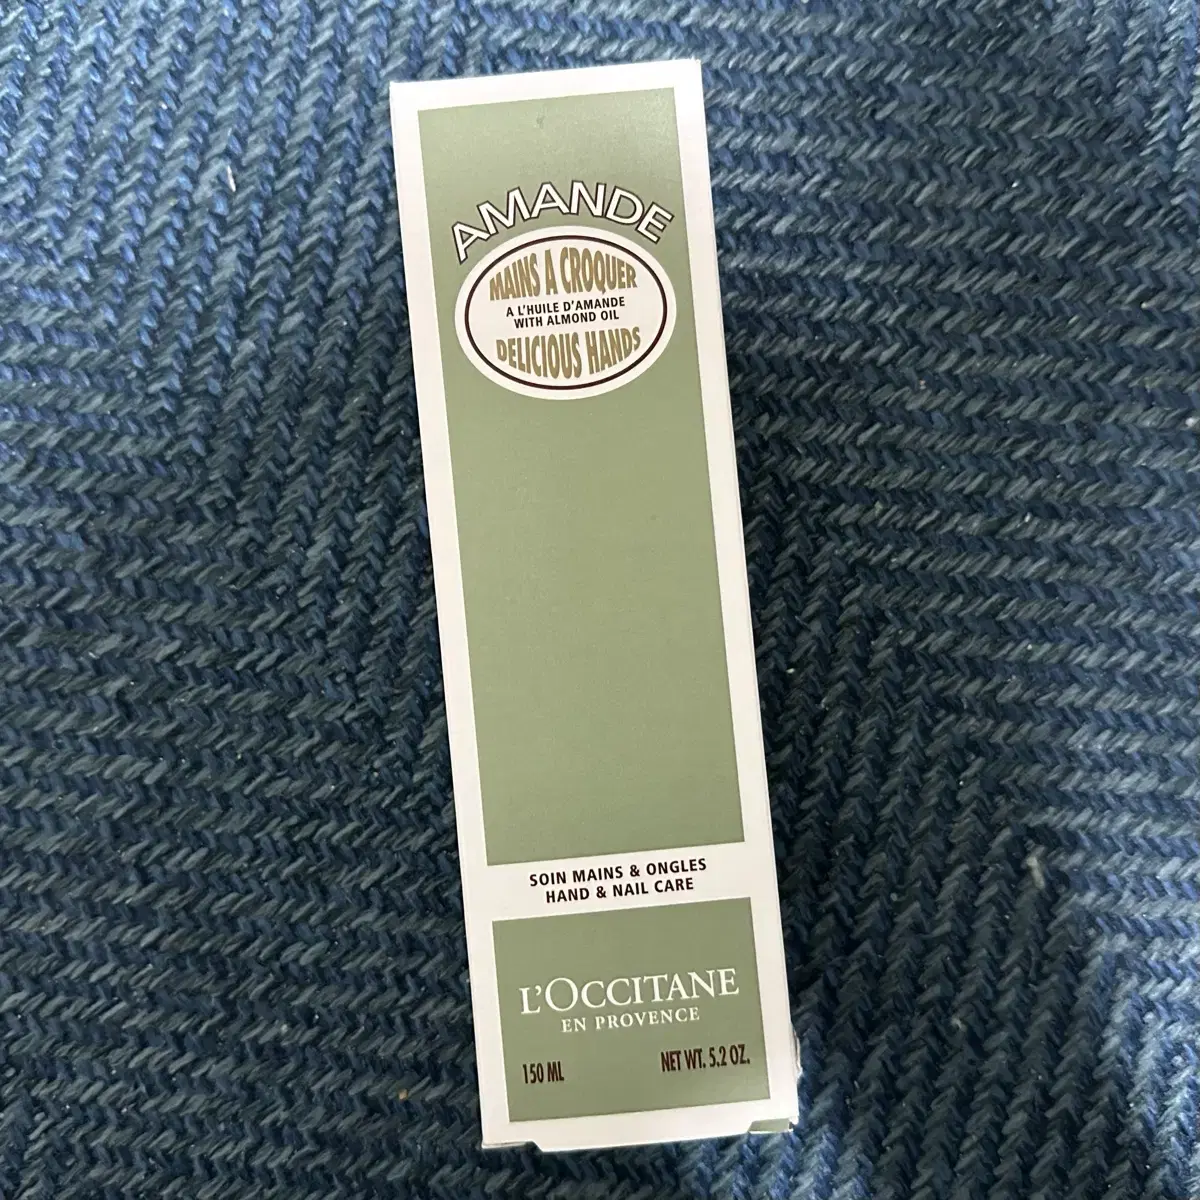 AMANDE
MAINS A CROQUER
A L'HUILE D'AMANDE
WITH ALMOND OIL
DELICIOUS HANDS
SOIN MAINS & ONGLES
HAND & NAIL CARE
L'OCCITANE
EN PROVENCE
150 ML NET WT. 5.2 OZ.